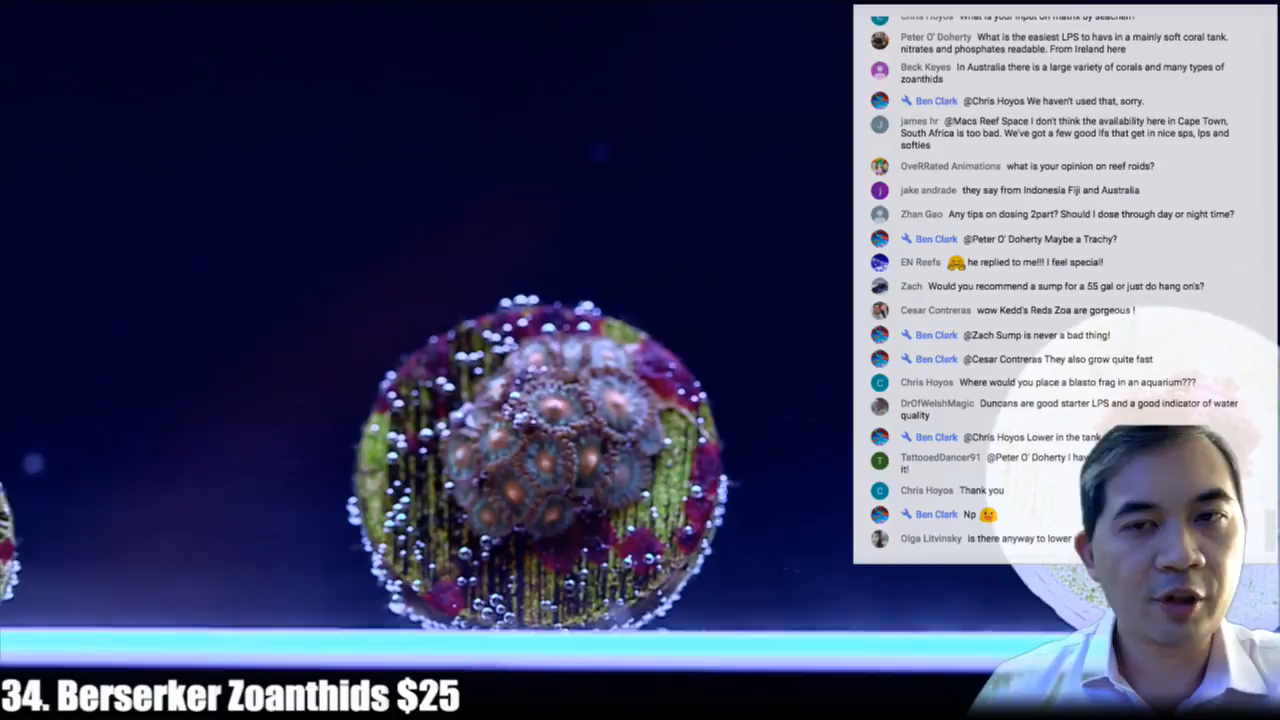 Chris Hoyos What is your input on matrix by seachem?
Peter O' Doherty What is the easiest LPS to havs in a mainly soft coral tank.
nitrates and phosphates readable. From Ireland here
Beck Keyes In Australia there is a large variety of corals and many types of
zoanthids
Ben Clark @Chris Hoyos We haven't used that, sorry.
james hr @Macs Reef Space I don't think the availability here in Cape Town,
South Africa is too bad. We've got a few good lfs that get in nice sps, lps and
softies
OveRRated Animations what is your opinion on reef roids?
jake andrade they say from Indonesia Fiji and Australia
Zhan Gao Any tips on dosing 2part? Should I dose through day or night time?
Ben Clark @Peter O' Doherty Maybe a Trachy?
EN Reefs he replied to me!!! I feel special!
Zach Would you recommend a sump for a 55 gal or just do hang on's?
Cesar Contreras wow Kedd's Reds Zoa are gorgeous !
Ben Clark @Zach Sump is never a bad thing!
Ben Clark @Cesar Contreras They also grow quite fast
Chris Hoyos Where would you place a blasto frag in an aquarium???
DrOfWelshMagic Duncans are good starter LPS and a good indicator of water
quality
Ben Clark @Chris Hoyos Lower in the tank
TattooedDancer91 @Peter O' Doherty I hav
it!
Chris Hoyos Thank you
Ben Clark Np
Olga Litvinsky is there anyway to lower
34. Berserker Zoanthids $25